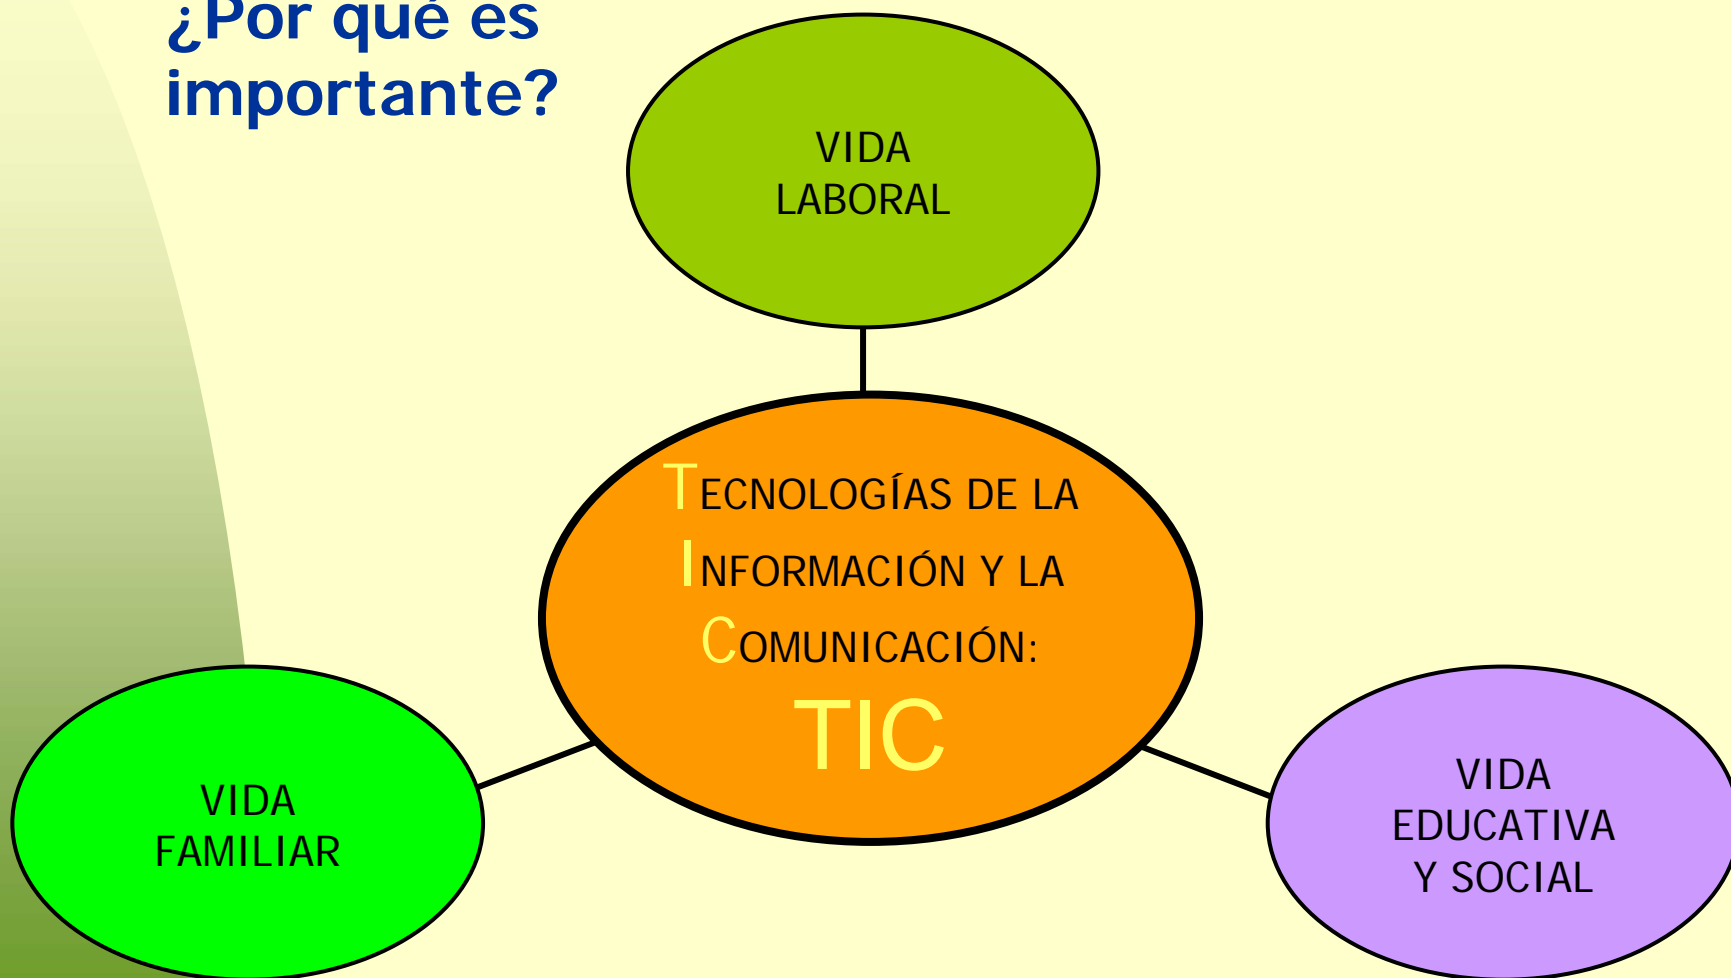 ¿Por qué es
importante?
VIDA
LABORAL
TECNOLOGÍAS DE LA
INFORMACIÓN Y LA
COMUNICACIÓN:
TIC
VIDA
FAMILIAR
VIDA
EDUCATIVA
Y SOCIAL